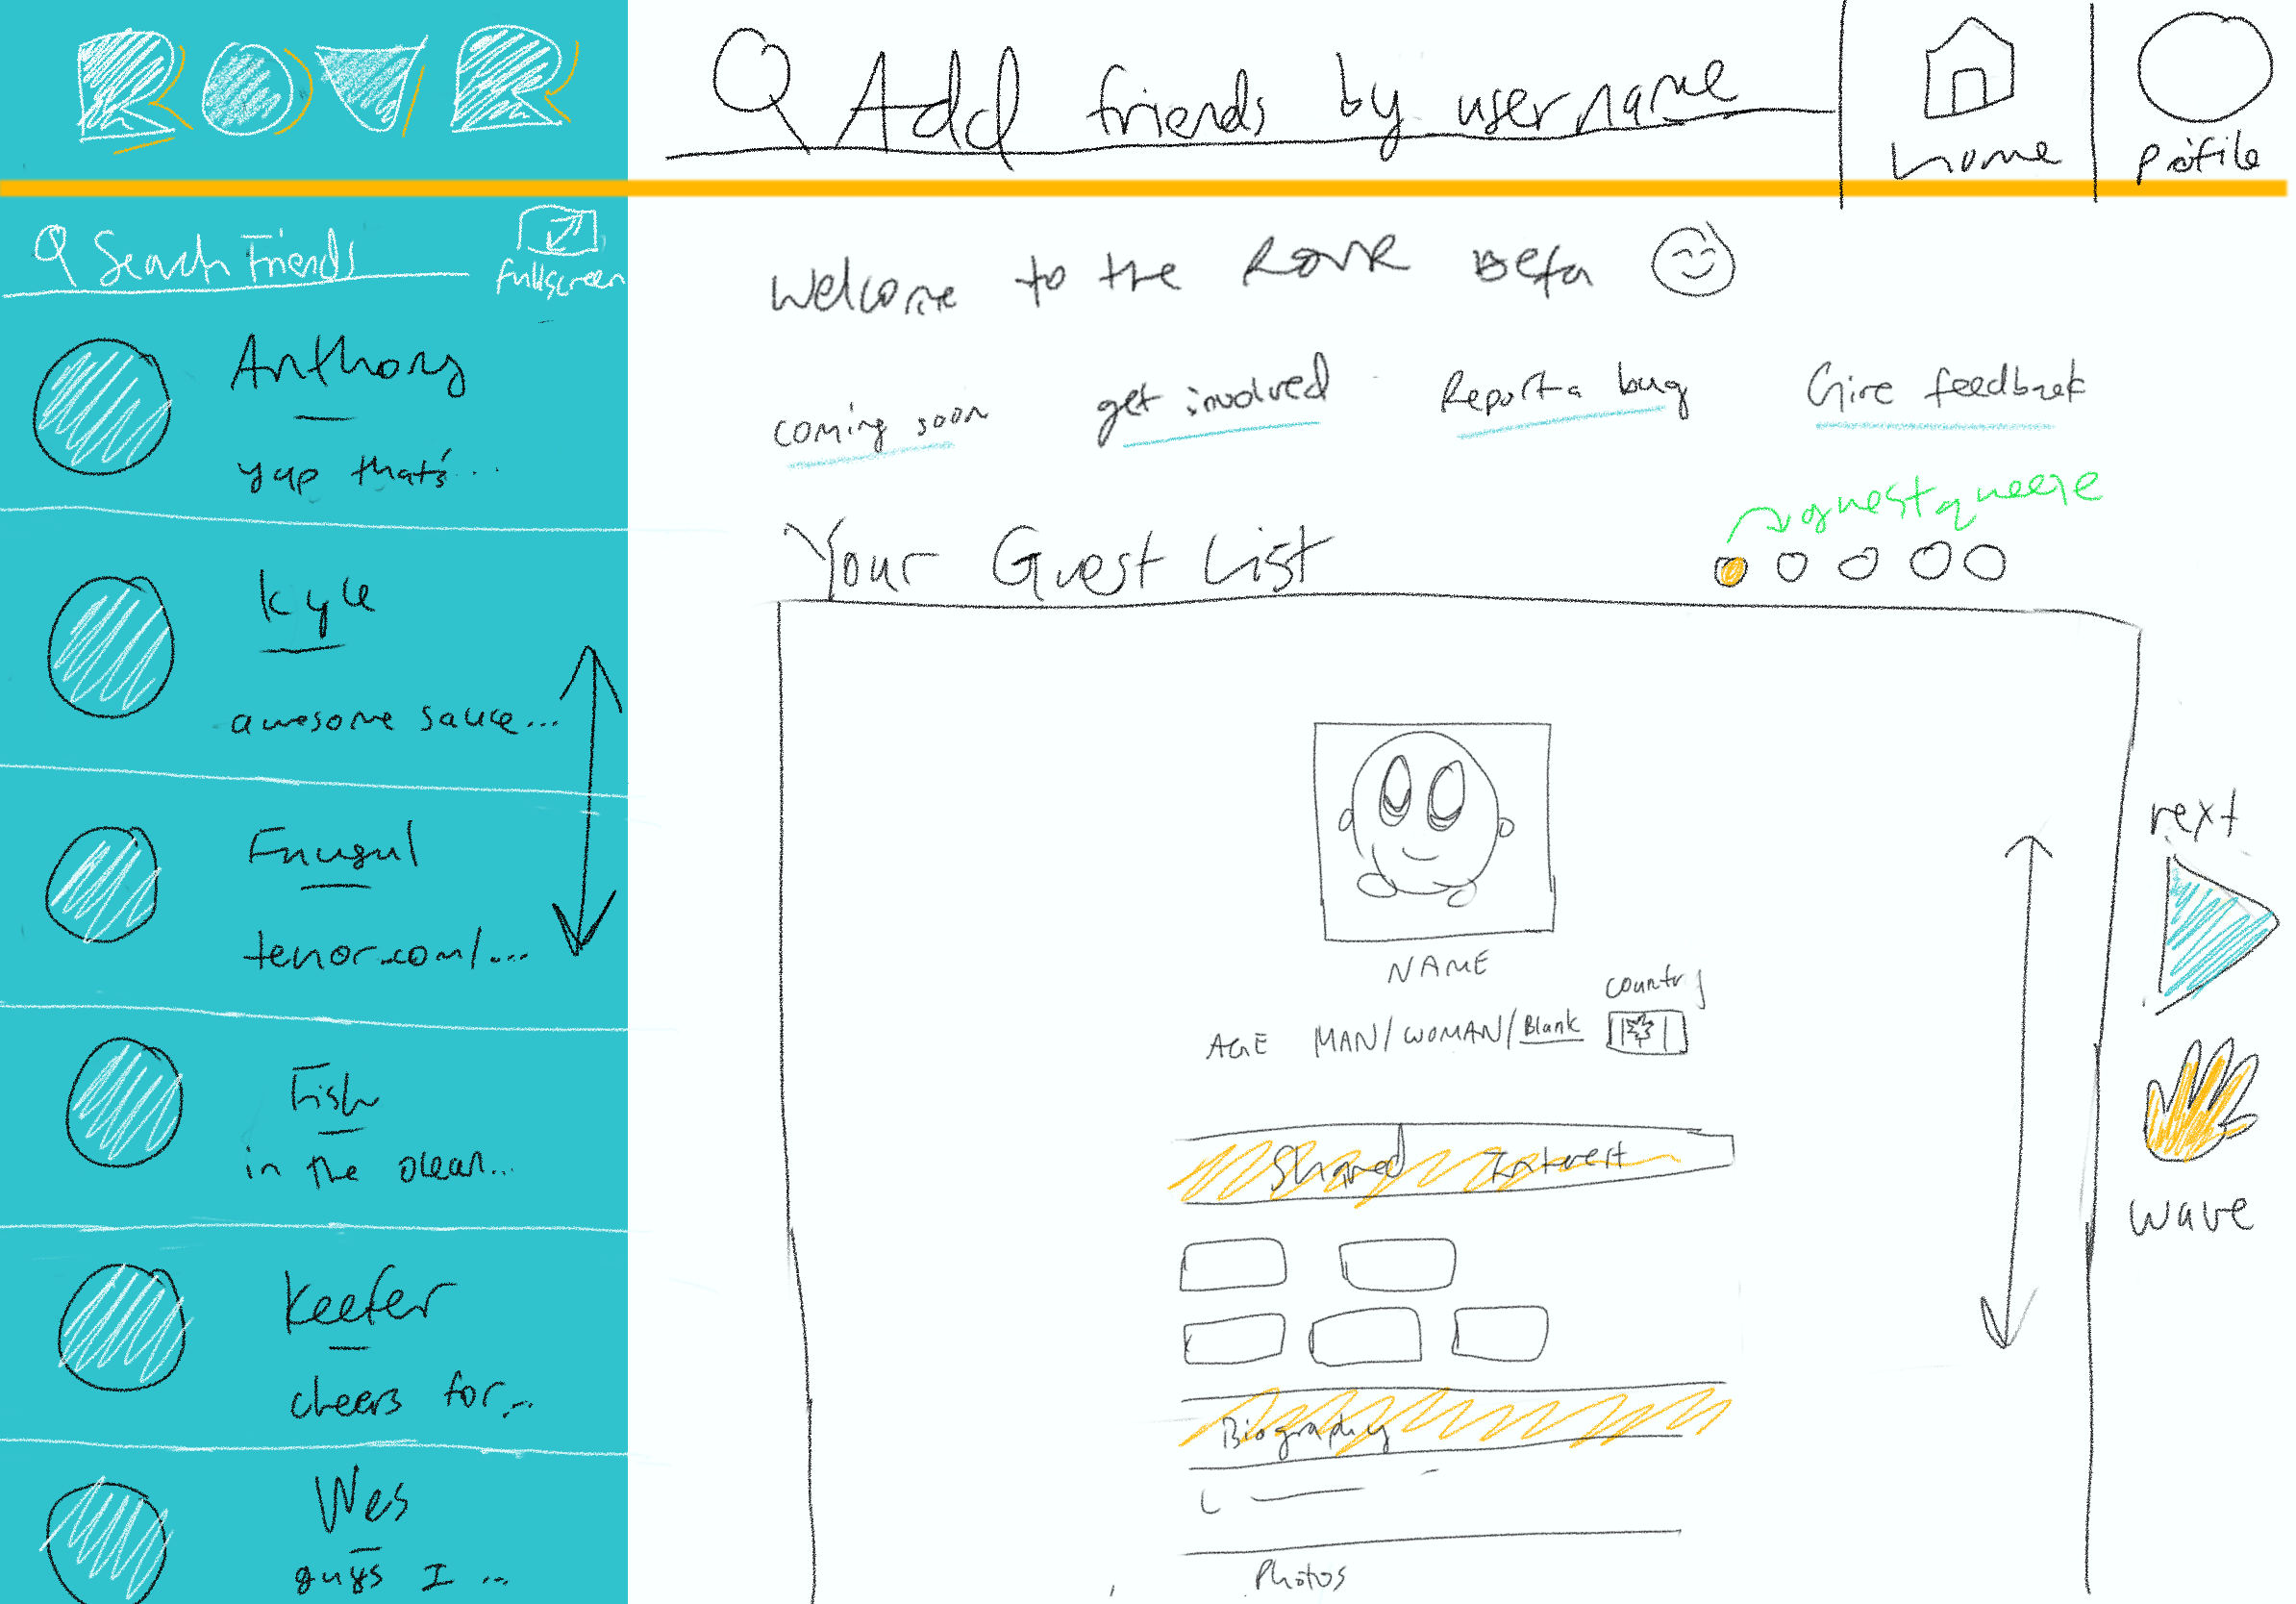 ROVR
Add friends by username
home
profile
Search Friends
fullscreen
Anthony
yap that's...
Kyle
awesome sauce...
Frugul
tenor.com/...
Fish
in the ocean...
Keefer
cheers for...
Wes
guys I ...
Welcome to the ROVR Beta
coming soon
get involved
Report a bug
Give feedback
guest queue
Your Guest List
NAME
AGE MAN/WOMAN/Blank
Country
Shared Interest
Biography
Photos
next
wave